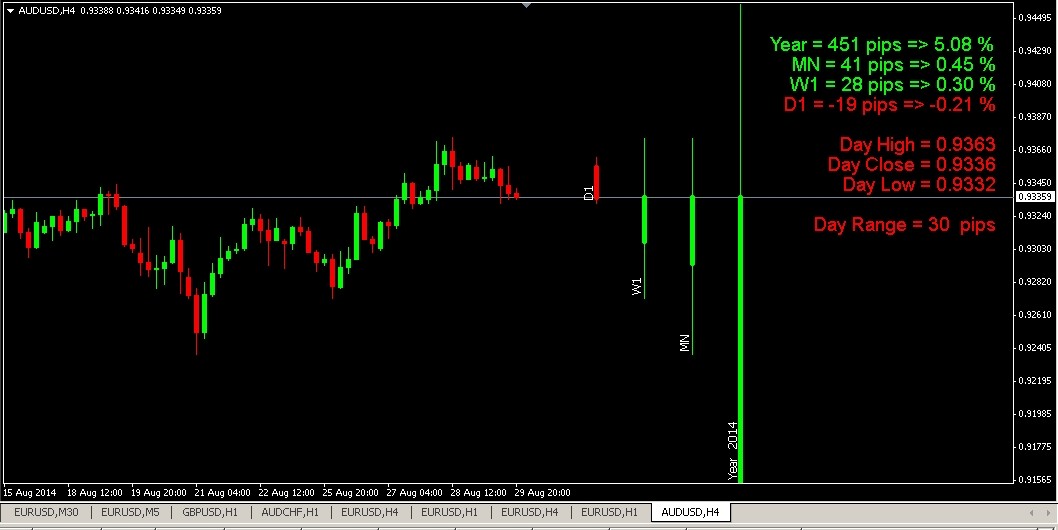 AUDUSD,H4 0.93388 0.93416 0.93349 0.93359
Year = 451 pips => 5.08 %
MN = 41 pips => 0.45 %
W1 = 28 pips => 0.30 %
D1 = -19 pips => -0.21 %
Day High = 0.9363
Day Close = 0.9336
Day Low = 0.9332
Day Range = 30 pips
D1
W1
MN
Year 2014
0.94495
0.94290
0.94080
0.93870
0.93660
0.93450
0.93359
0.93240
0.93030
0.92820
0.92610
0.92405
0.92195
0.91985
0.91775
0.91565
15 Aug 2014 18 Aug 12:00 19 Aug 20:00 21 Aug 04:00 22 Aug 12:00 25 Aug 20:00 27 Aug 04:00 28 Aug 12:00 29 Aug 20:00
EURUSD,M30 EURUSD,M5 GBPUSD,H1 AUDCHF,H1 EURUSD,H4 EURUSD,H1 EURUSD,H4 EURUSD,H1 AUDUSD,H4